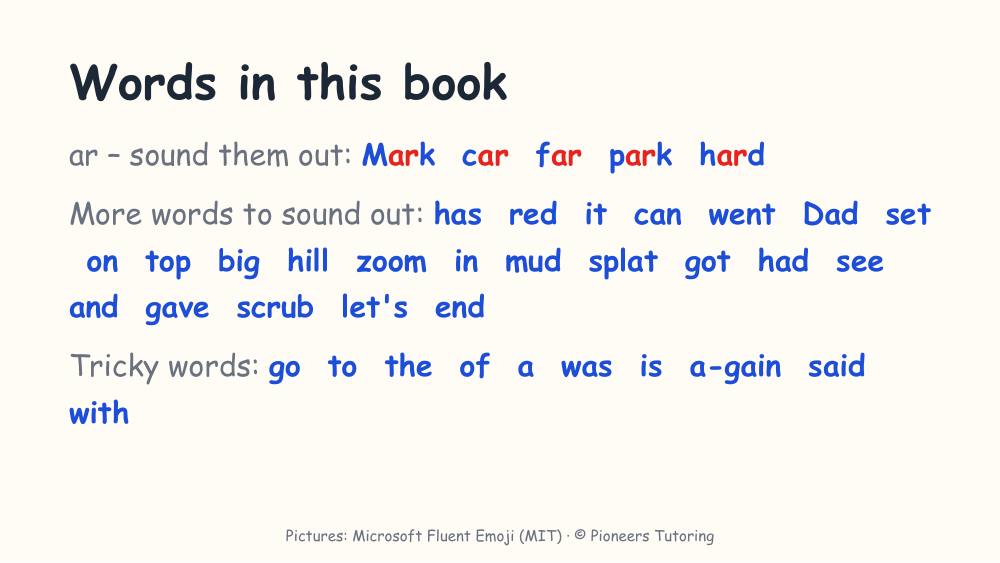 Words in this book
ar – sound them out: Mark car far park hard
More words to sound out: has red it can went Dad set
on top big hill zoom in mud splat got had see
and gave scrub let's end
Tricky words: go to the of a was is a-gain said
with
Pictures: Microsoft Fluent Emoji (MIT) · © Pioneers Tutoring